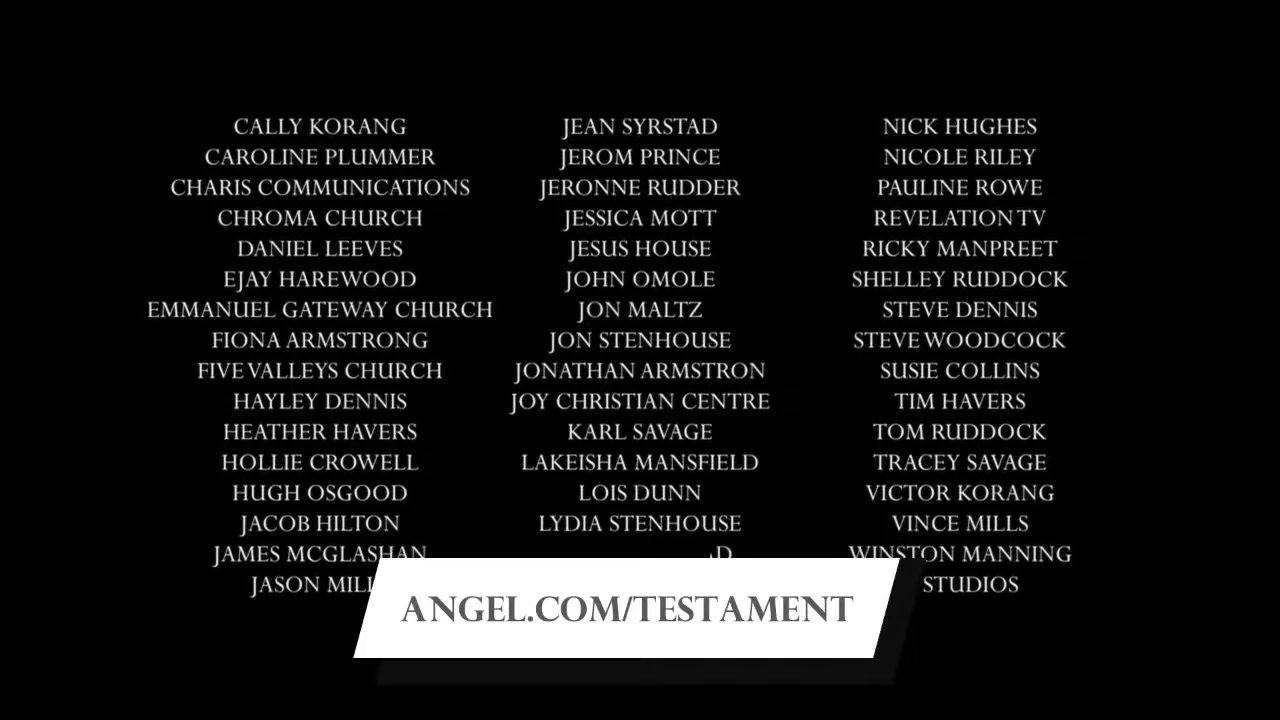 CALLY KORANG
CAROLINE PLUMMER
CHARIS COMMUNICATIONS
CHROMA CHURCH
DANIEL LEEVES
EJAY HAREWOOD
EMMANUEL GATEWAY CHURCH
FIONA ARMSTRONG
FIVE VALLEYS CHURCH
HAYLEY DENNIS
HEATHER HAVERS
HOLLIE CROWELL
HUGH OSGOOD
JACOB HILTON
JAMES MCGLASHAN
JASON
JEAN SYRSTAD
JEROM PRINCE
JERONNE RUDDER
JESSICA MOTT
JESUS HOUSE
JOHN OMOLE
JON MALTZ
JON STENHOUSE
JONATHAN ARMSTRON
JOY CHRISTIAN CENTRE
KARL SAVAGE
LAKEISHA MANSFIELD
LOIS DUNN
LYDIA STENHOUSE
NICK HUGHES
NICOLE RILEY
PAULINE ROWE
REVELATION TV
RICKY MANPREET
SHELLEY RUDDOCK
STEVE DENNIS
STEVE WOODCOCK
SUSIE COLLINS
TIM HAVERS
TOM RUDDOCK
TRACEY SAVAGE
VICTOR KORANG
VINCE MILLS
WINSTON MANNING
STUDIOS
ANGEL.COM/TESTAMENT